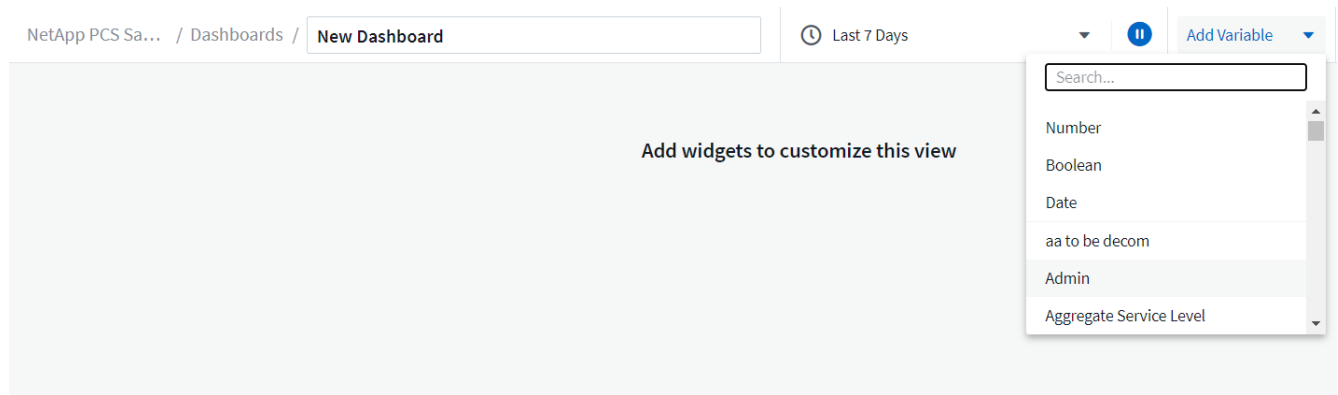 NetApp PCS Sa... / Dashboards / New Dashboard Last 7 Days Add Variable
Search...
Number
Add widgets to customize this view
Boolean
Date
aa to be decom
Admin
Aggregate Service Level